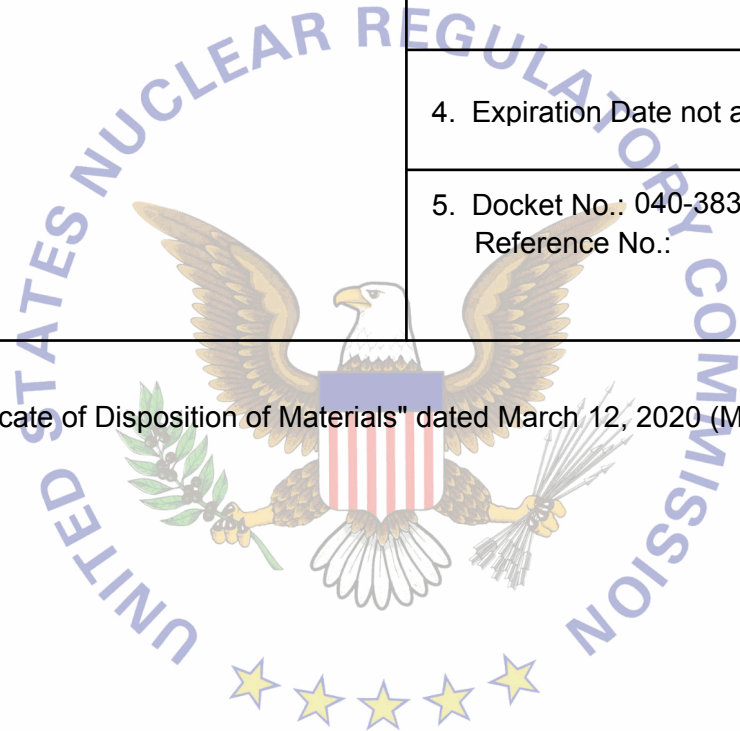 UNITED STATES NUCLEAR REGULATORY COMMISSION
4. Expiration Date not
5. Docket No.: 040-383
Reference No.:
of Disposition of Materials" dated March 12, 2020